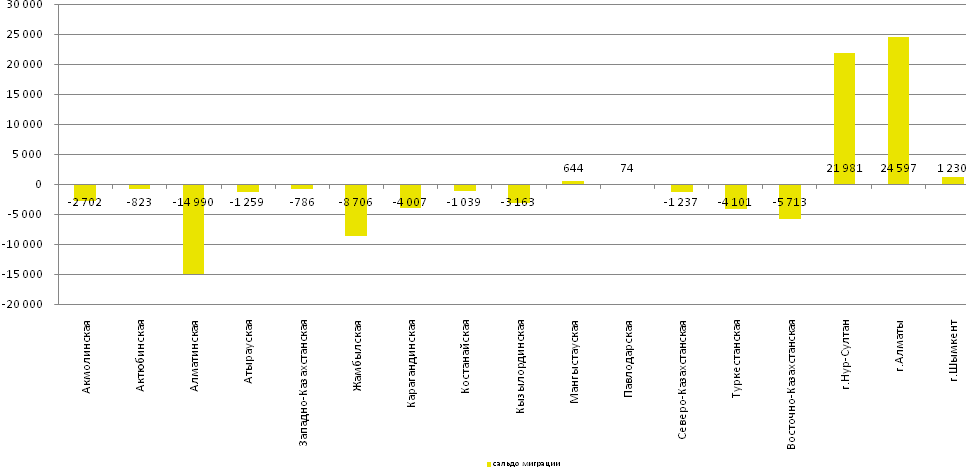 30 000
25 000
20 000
15 000
10 000
5 000
0
-5 000
-10 000
-15 000
-20 000
-2 702
-823
-14 990
-1 259
-786
-8 706
-4 007
-1 039
-3 163
644
74
-1 237
-4 101
-5 713
21 981
24 597
1 230
Акмолинская
Актюбинская
Алматинская
Атырауская
Западно-Казахстанская
Жамбылская
Карагандинская
Костанайская
Кызылординская
Мангыстауская
Павлодарская
Северо-Казахстанская
Туркестанская
Восточно-Казахстанская
г.Нур-Султан
г.Алматы
г.Шымкент
сальдо миграции